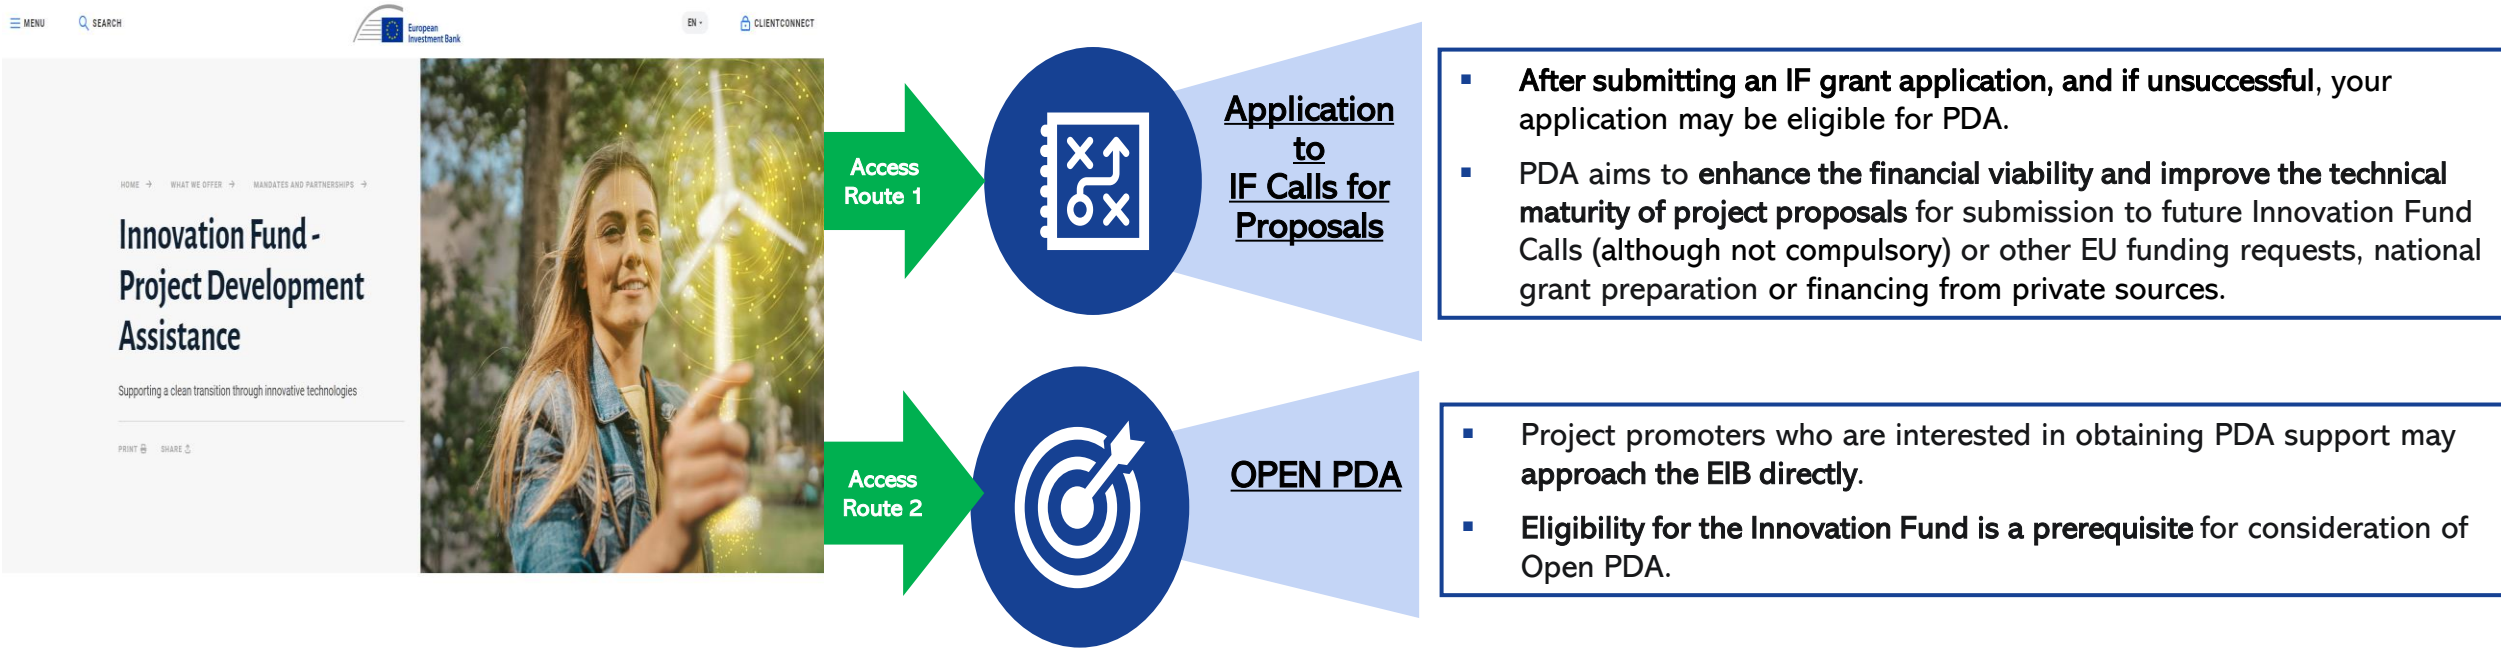 MENU
SEARCH
European
Investment Bank
EN
CLIENTCONNECT
HOME → WHAT WE OFFER → MANDATES AND PARTNERSHIPS →
Innovation Fund -
Project Development
Assistance
Supporting a clean transition through innovative technologies
PRINT SHARE
Access
Route 1
Application
to
IF Calls for
Proposals
▪ After submitting an IF grant application, and if unsuccessful, your
application may be eligible for PDA.
▪ PDA aims to enhance the financial viability and improve the technical
maturity of project proposals for submission to future Innovation Fund
Calls (although not compulsory) or other EU funding requests, national
grant preparation or financing from private sources.
Access
Route 2
OPEN PDA
▪ Project promoters who are interested in obtaining PDA support may
approach the EIB directly.
▪ Eligibility for the Innovation Fund is a prerequisite for consideration of
Open PDA.